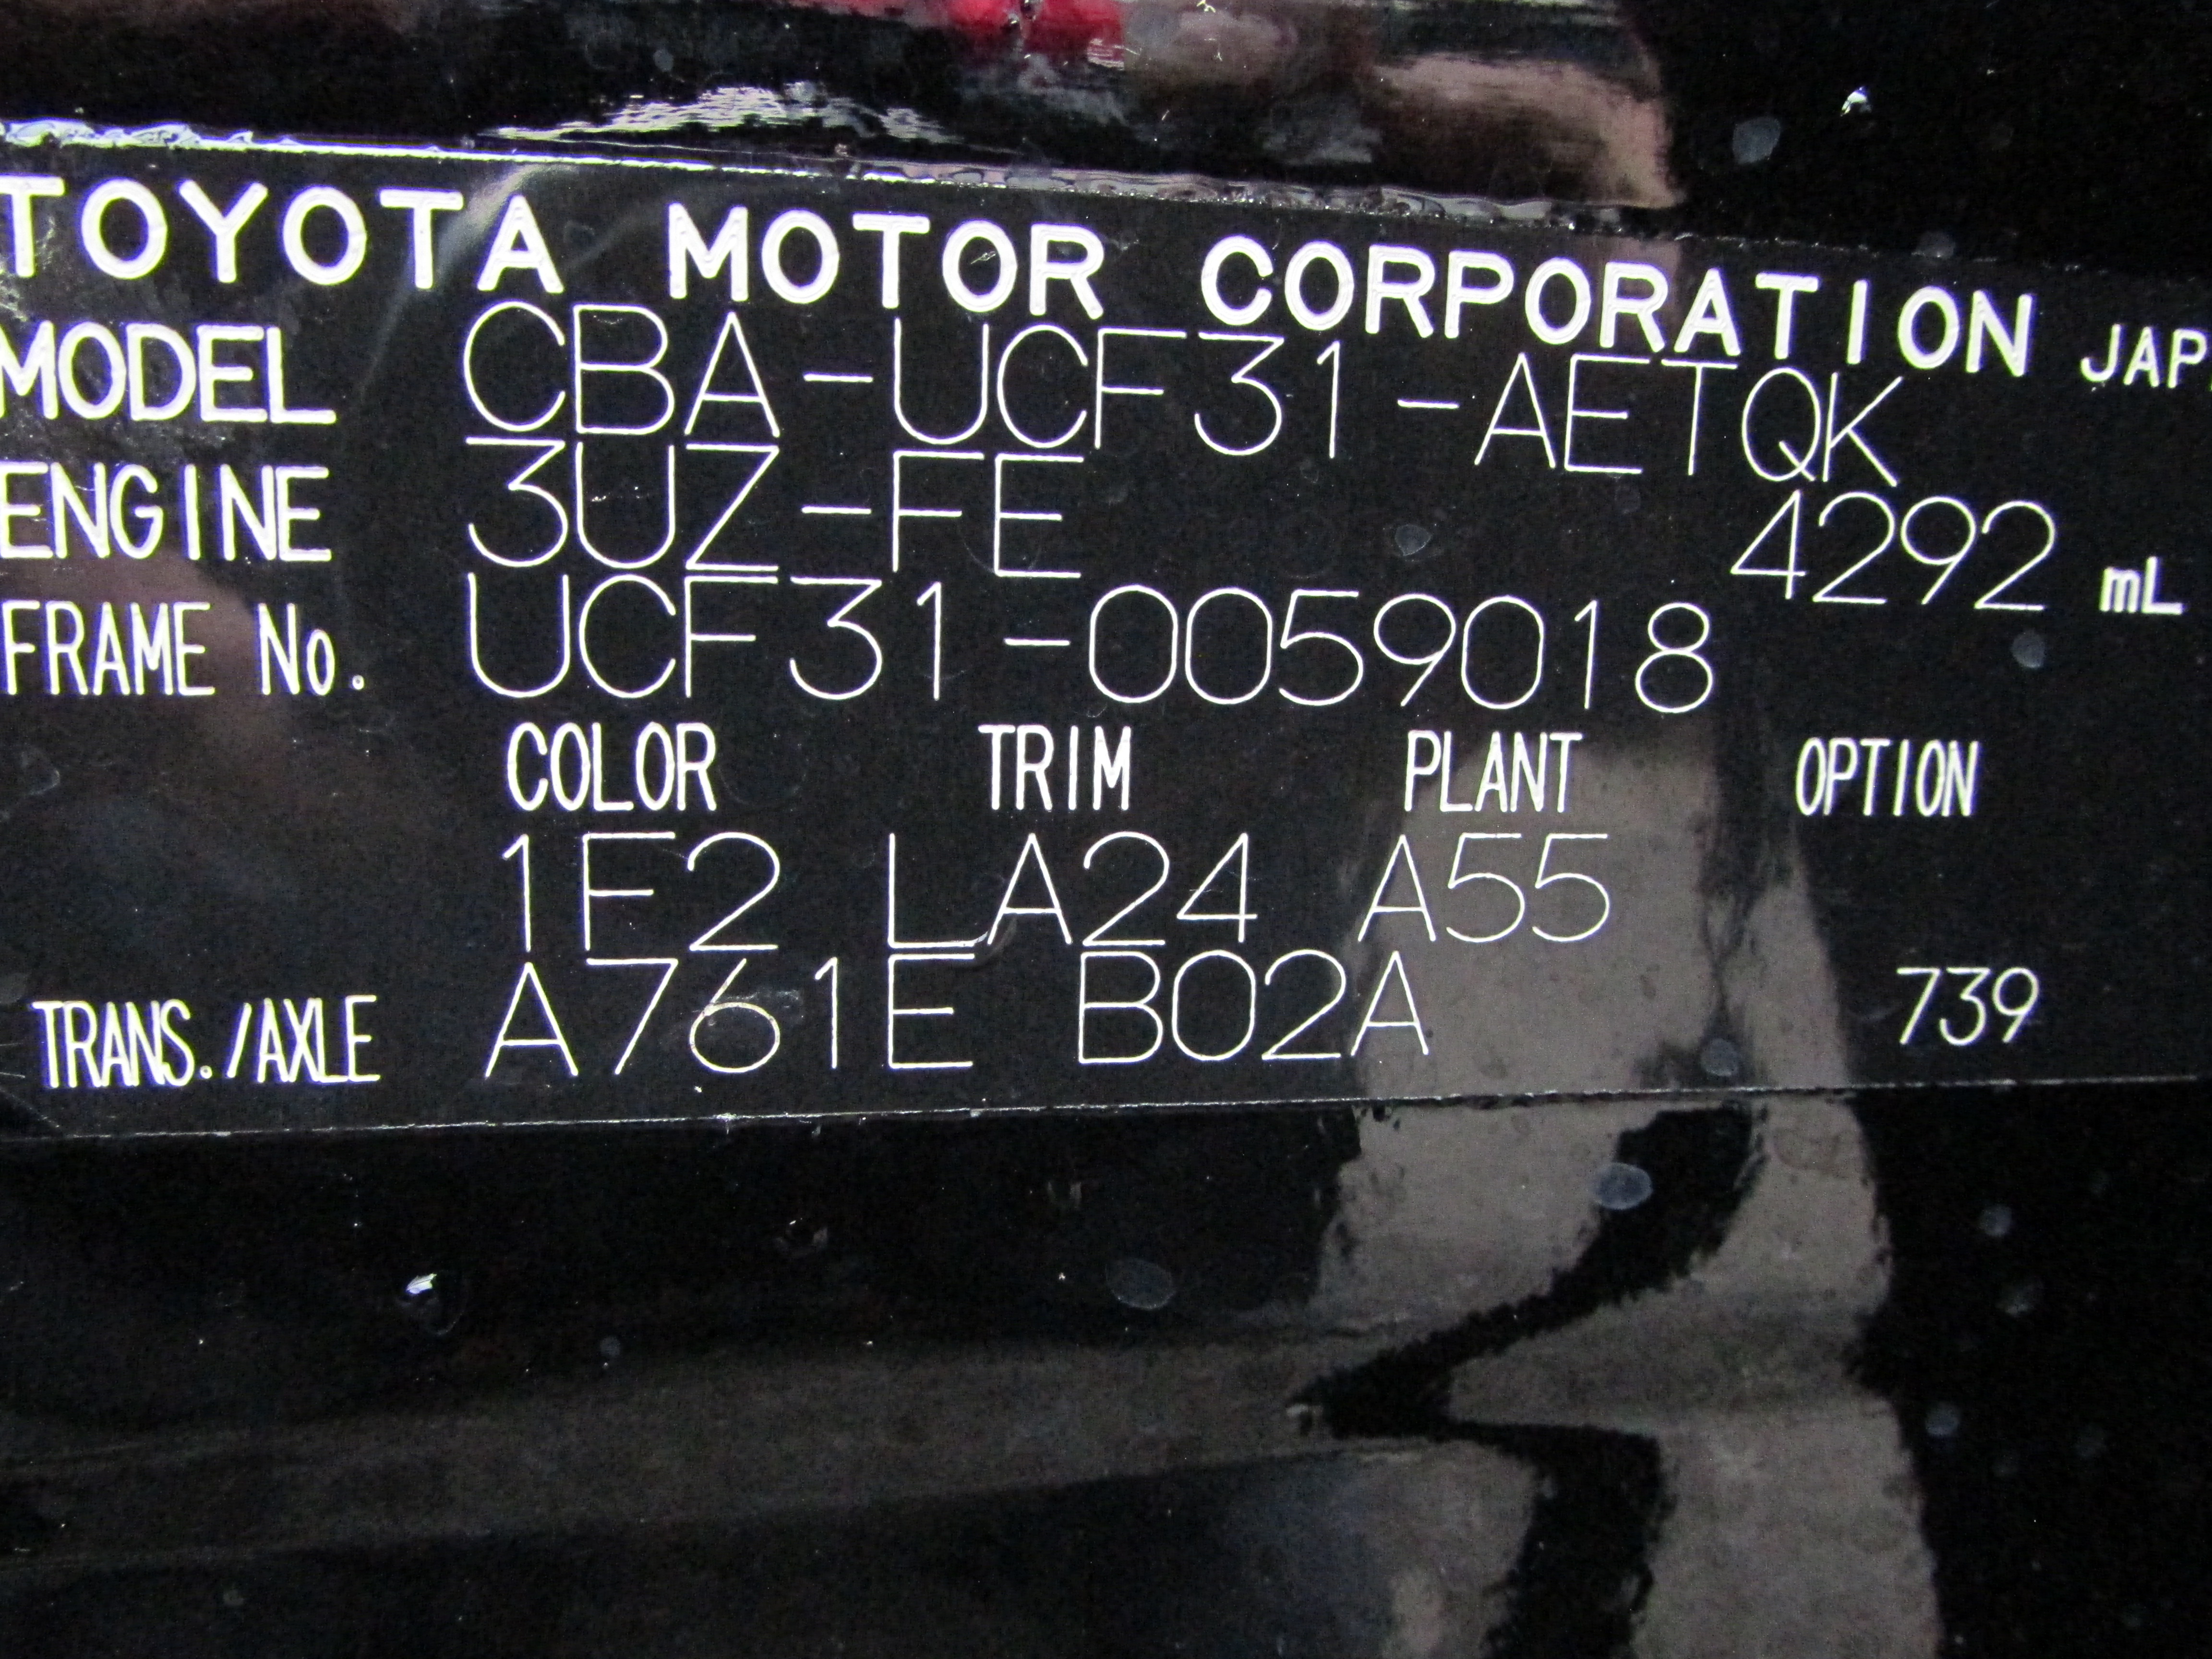 TOYOTA MOTOR CORPORATION JAP
MODEL CBA-UCF31-AETQK
ENGINE 3UZ-FE 4292 mL
FRAME No. UCF31-0059018
COLOR TRIM PLANT OPTION
1F2 LA24 A55
TRANS./AXLE A761E B02A 739